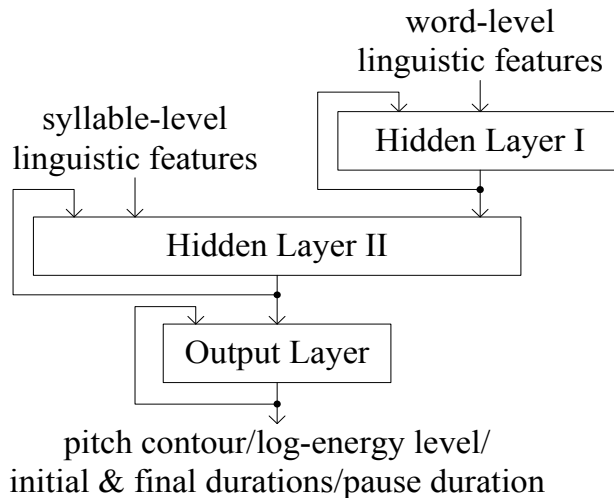 word-level
linguistic features
Hidden Layer I
syllable-level
linguistic features
Hidden Layer II
Output Layer
pitch contour/log-energy level/
initial & final durations/pause duration